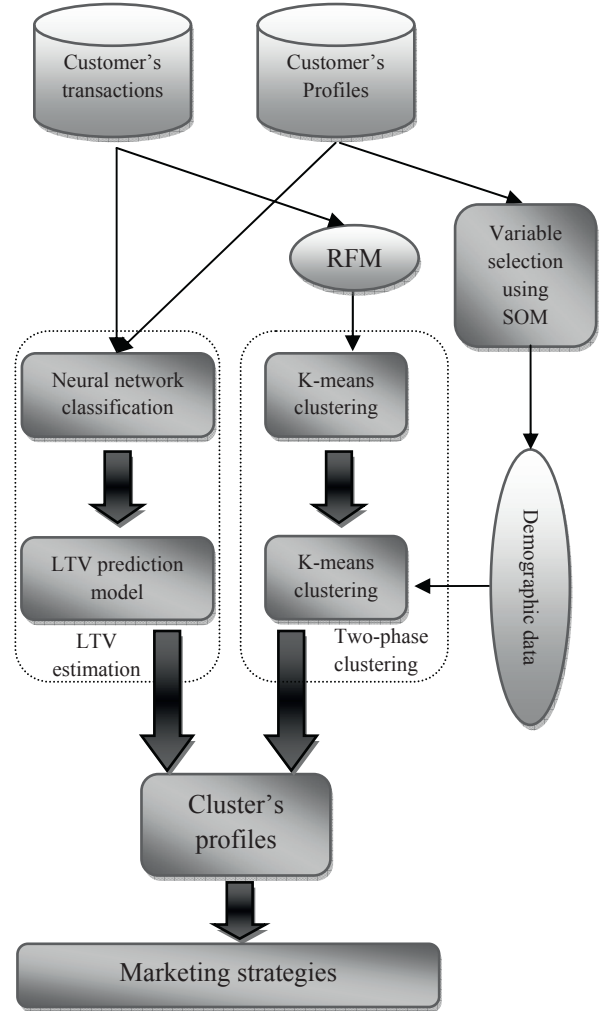 Customer's
transactions
Customer's
Profiles
RFM
Variable
selection
using
SOM
Neural network
classification
K-means
clustering
Demographic data
LTV prediction
model
K-means
clustering
LTV
estimation
Two-phase
clustering
Cluster's
profiles
Marketing strategies